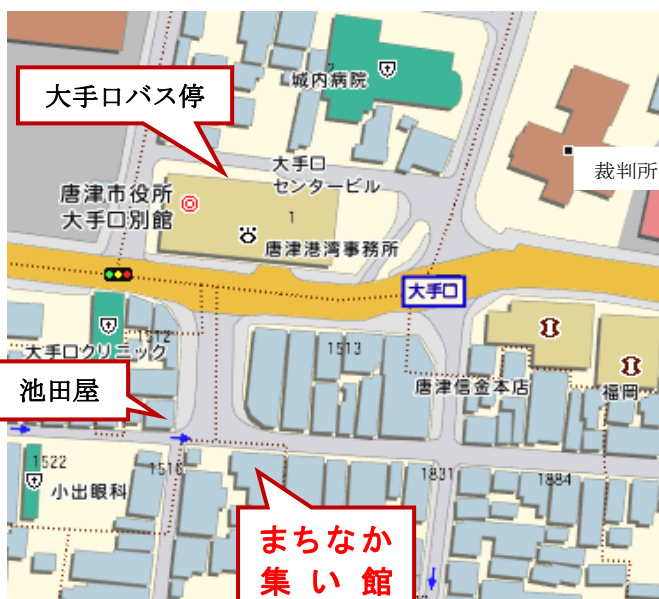 城内病院
大手口バス停
大手口
センタービル
裁判所
唐津市役所
大手口別館
1
唐津港湾事務所
大手口
1512
大手口クリニック
1513
唐津信金本店
福岡
池田屋
1522
小出眼科
1831
1884
まちなか
集い館